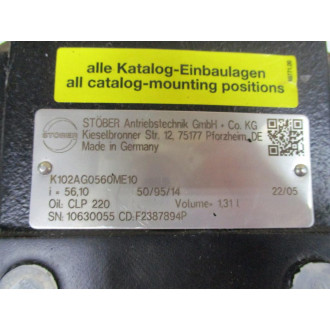 alle Katalog-Einbaulagen
all catalog-mounting positions
STÖBER Antriebstechnik GmbH + Co. KG
Kieselbronner Str. 12, 75177 Pforzheim, DE
Made in Germany
STÖBER
K102AG0560ME10
i = 56,10 50/95/14 22/05
Oil: CLP 220 Volume= 1,31 l
SN: 10630055 CD.F2387894P